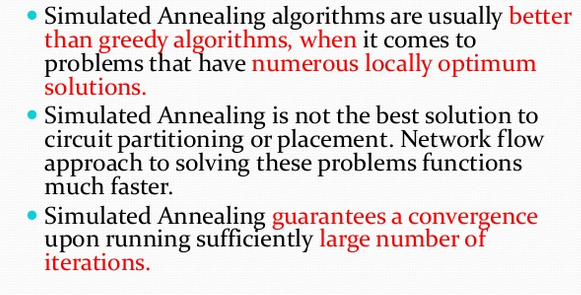 • Simulated Annealing algorithms are usually better
than greedy algorithms, when it comes to
problems that have numerous locally optimum
solutions.
• Simulated Annealing is not the best solution to
circuit partitioning or placement. Network flow
approach to solving these problems functions
much faster.
• Simulated Annealing guarantees a convergence
upon running sufficiently large number of
iterations.